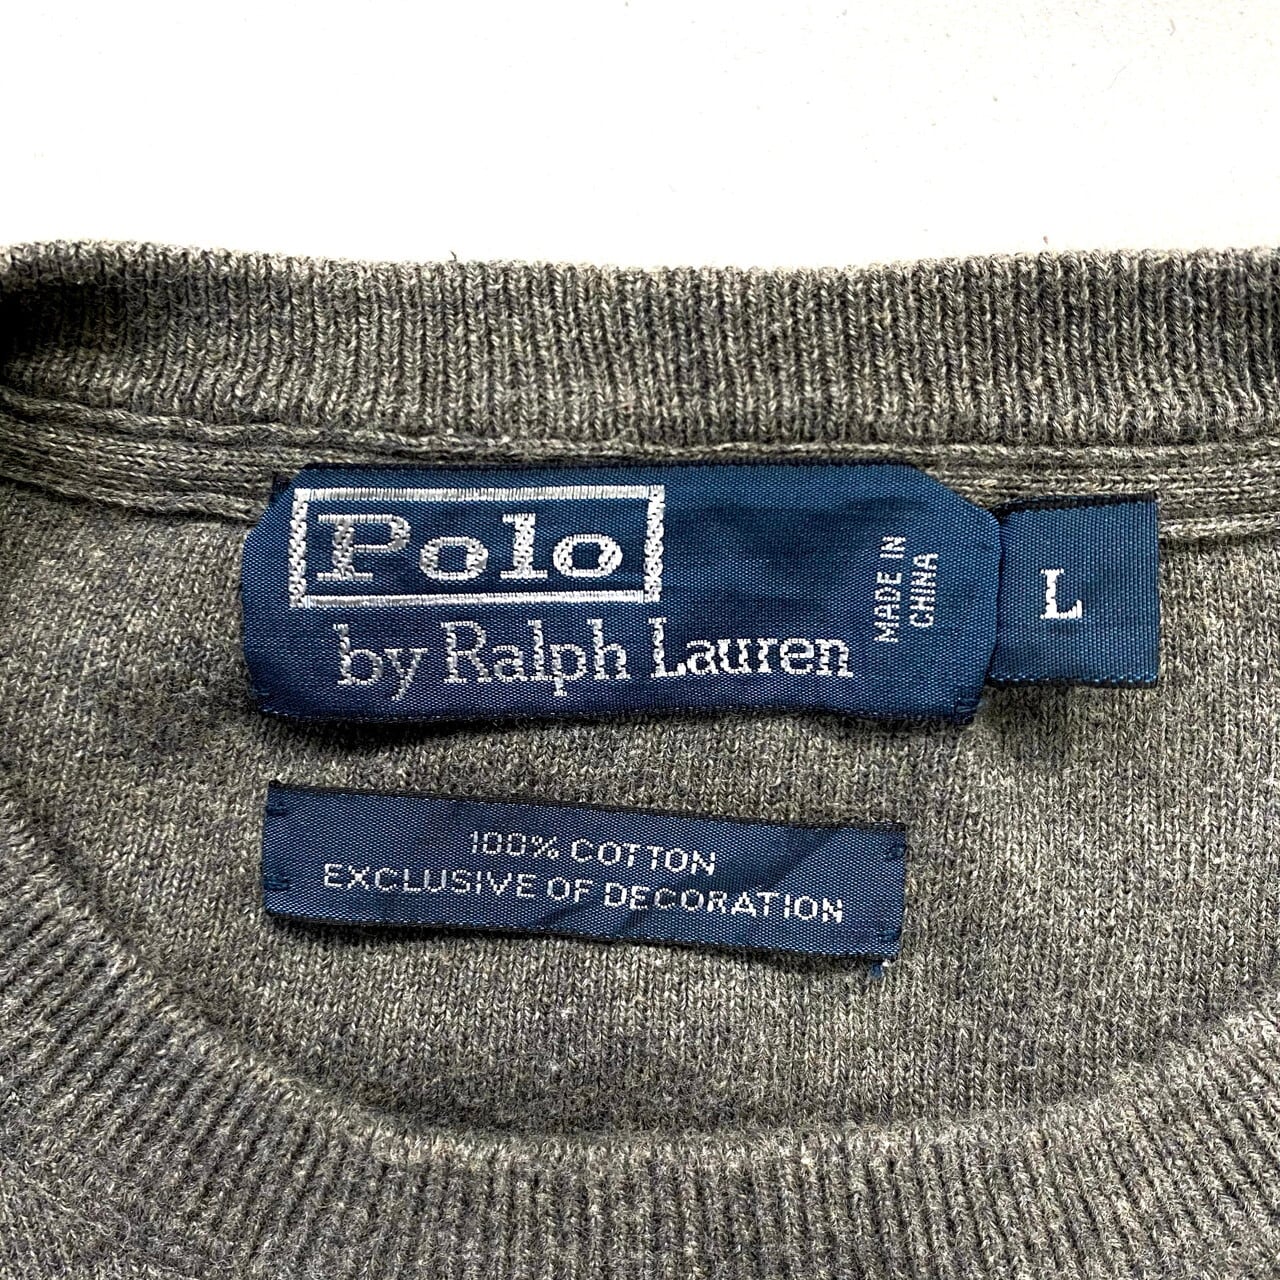 Polo
by Ralph Lauren
MADE IN
CHINA
L
100% COTTON
EXCLUSIVE OF DECORATION